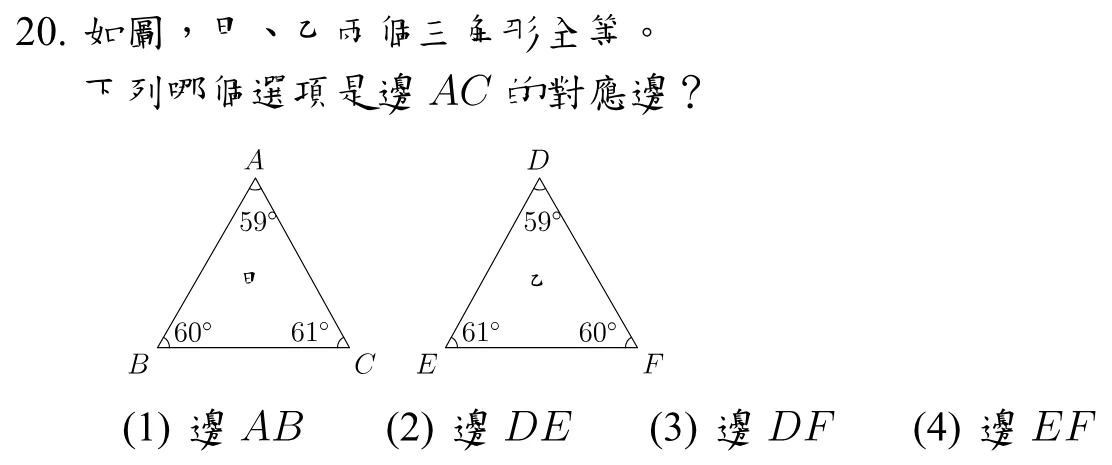 20. 如圖，甲、乙兩個三角形全等。
下列哪個選項是邊 AC 的對應邊？
A D
59° 59°
甲 乙
60° 61° 61° 60°
B C E F
(1) 邊 AB (2) 邊 DE (3) 邊 DF (4) 邊 EF